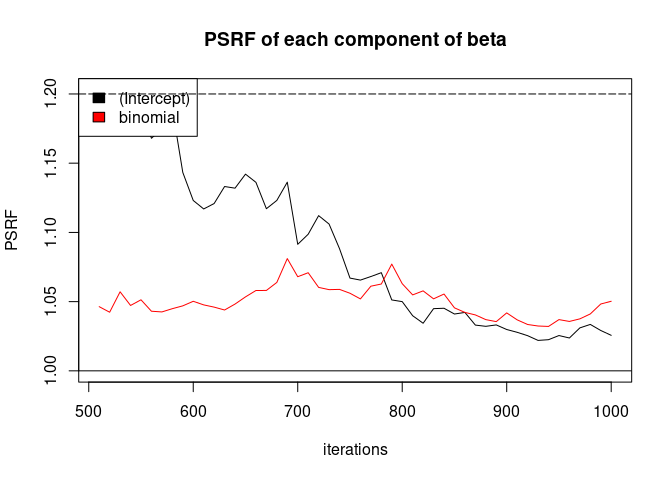 PSRF of each component of beta
PSRF
1.00 1.05 1.10 1.15 1.20
(Intercept)
binomial
500 600 700 800 900 1000
iterations